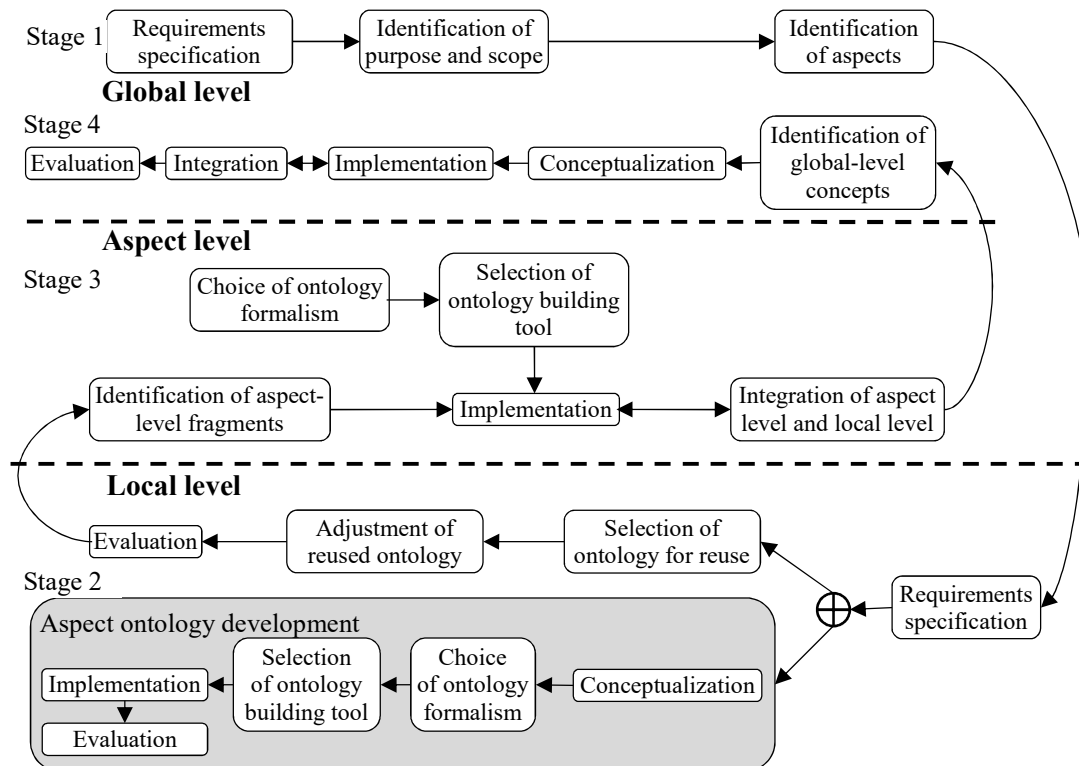 Stage 1
Requirements
specification
Identification of
purpose and scope
Identification
of aspects
Global level
Stage 4
Evaluation
Integration
Implementation
Conceptualization
Identification of
global-level
concepts
Aspect level
Stage 3
Choice of ontology
formalism
Selection of
ontology building
tool
Identification of aspect-
level fragments
Implementation
Integration of aspect
level and local level
Local level
Evaluation
Adjustment of
reused ontology
Selection of
ontology for reuse
Requirements
specification
Stage 2
Aspect ontology development
Implementation
Selection
of ontology
building tool
Choice
of ontology
formalism
Conceptualization
Evaluation